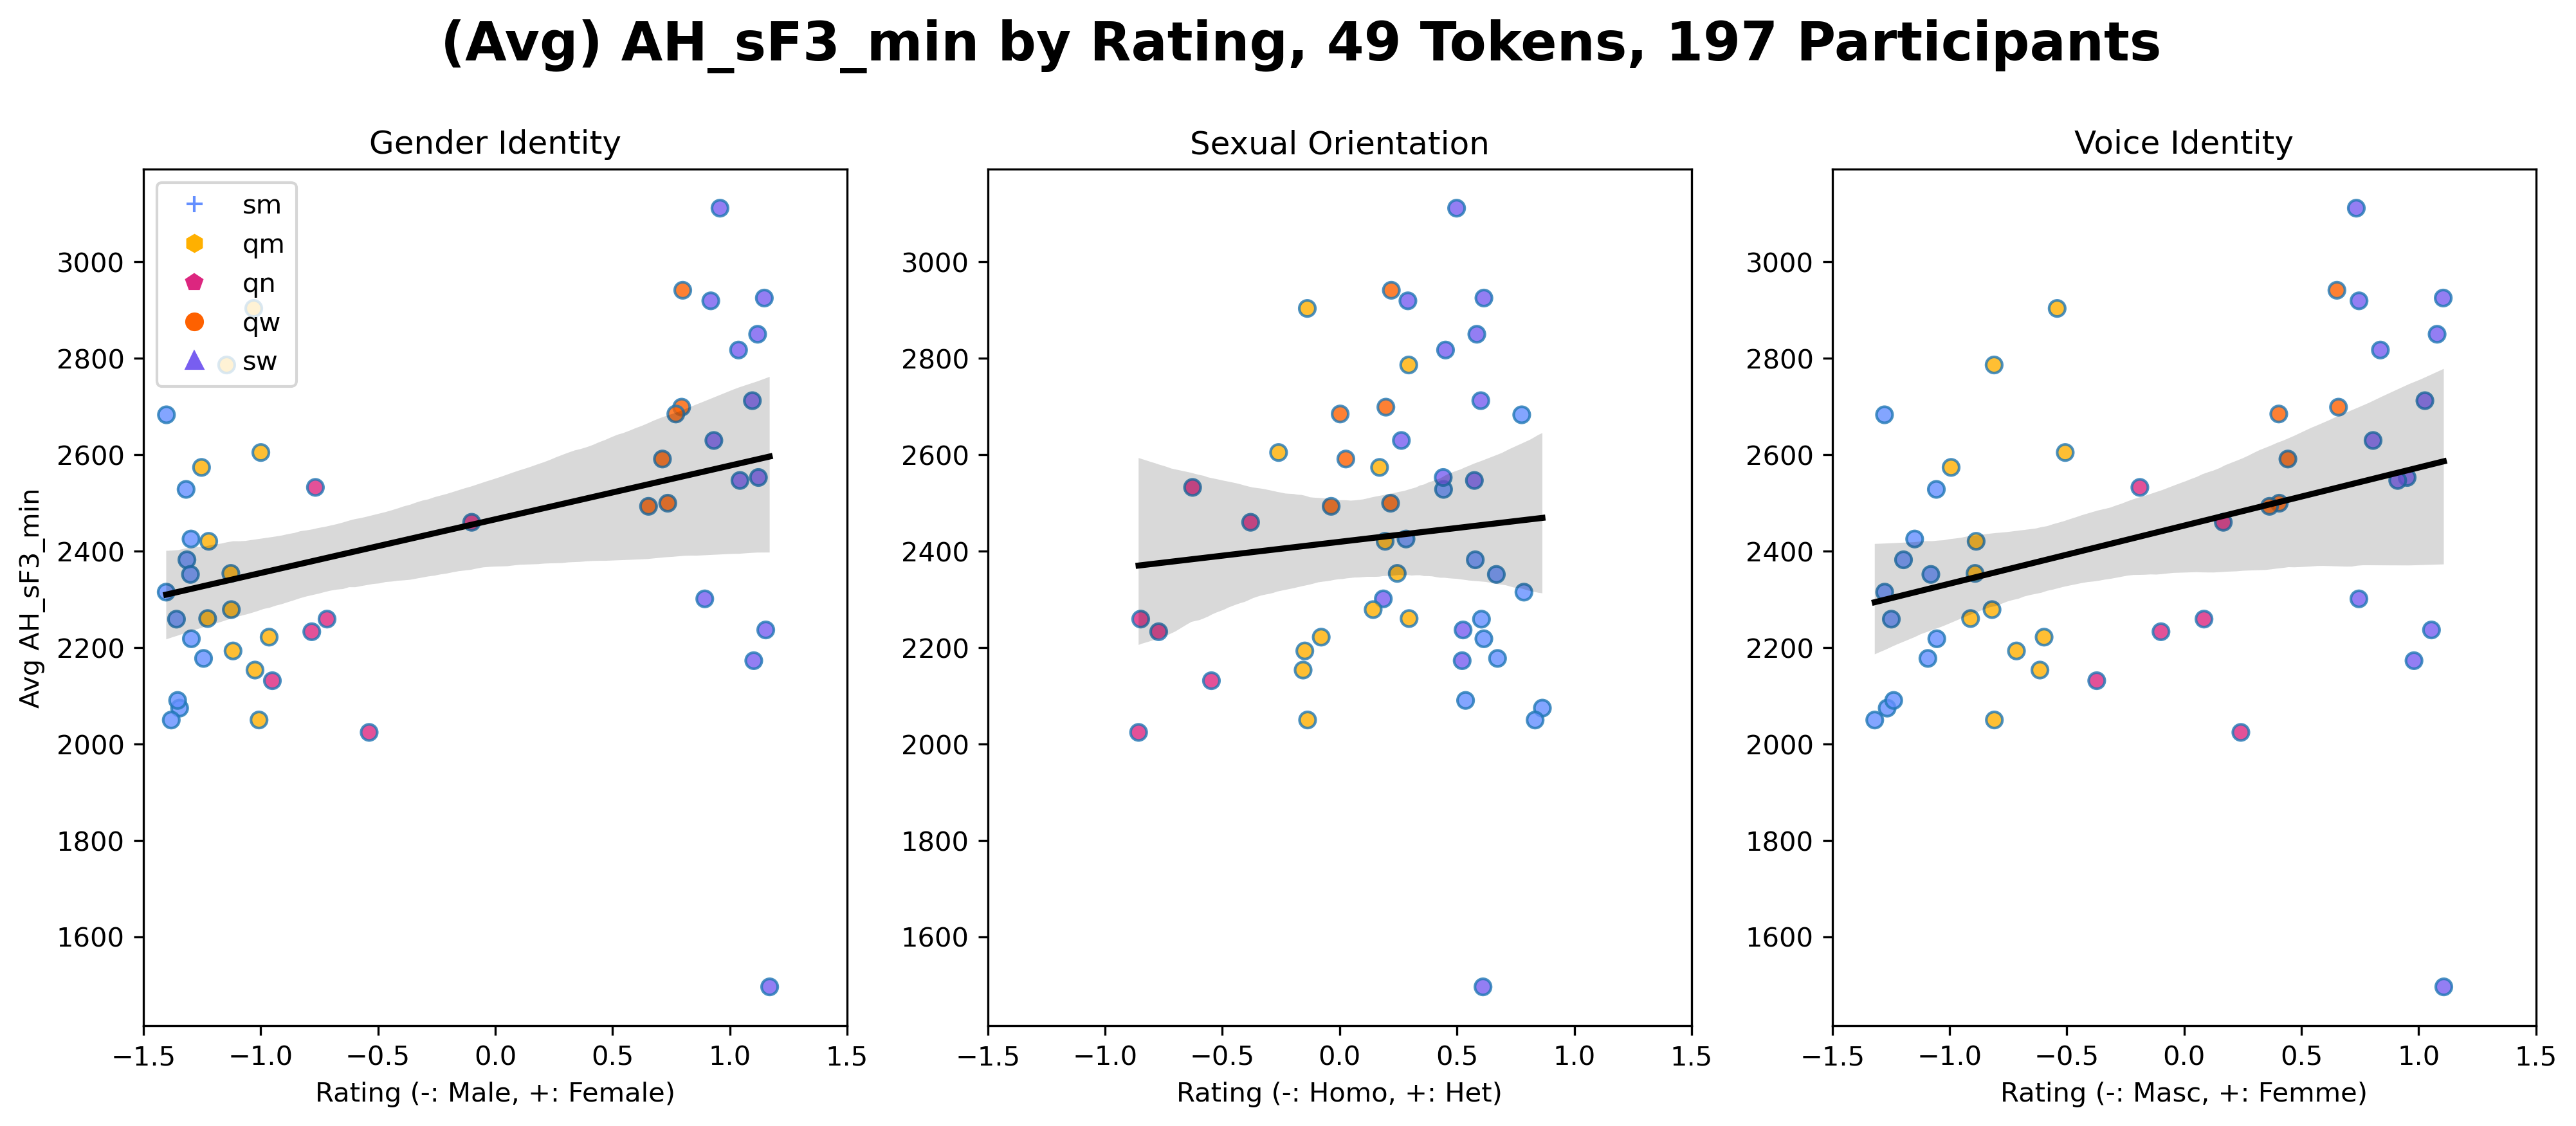 (Avg) AH_sF3_min by Rating, 49 Tokens, 197 Participants
Gender Identity
Sexual Orientation
Voice Identity
sm
qm
qn
qw
sw
Avg AH_sF3_min
3000
2800
2600
2400
2200
2000
1800
1600
−1.5 −1.0 −0.5 0.0 0.5 1.0 1.5
Rating (-: Male, +: Female)
3000
2800
2600
2400
2200
2000
1800
1600
−1.5 −1.0 −0.5 0.0 0.5 1.0 1.5
Rating (-: Homo, +: Het)
3000
2800
2600
2400
2200
2000
1800
1600
−1.5 −1.0 −0.5 0.0 0.5 1.0 1.5
Rating (-: Masc, +: Femme)